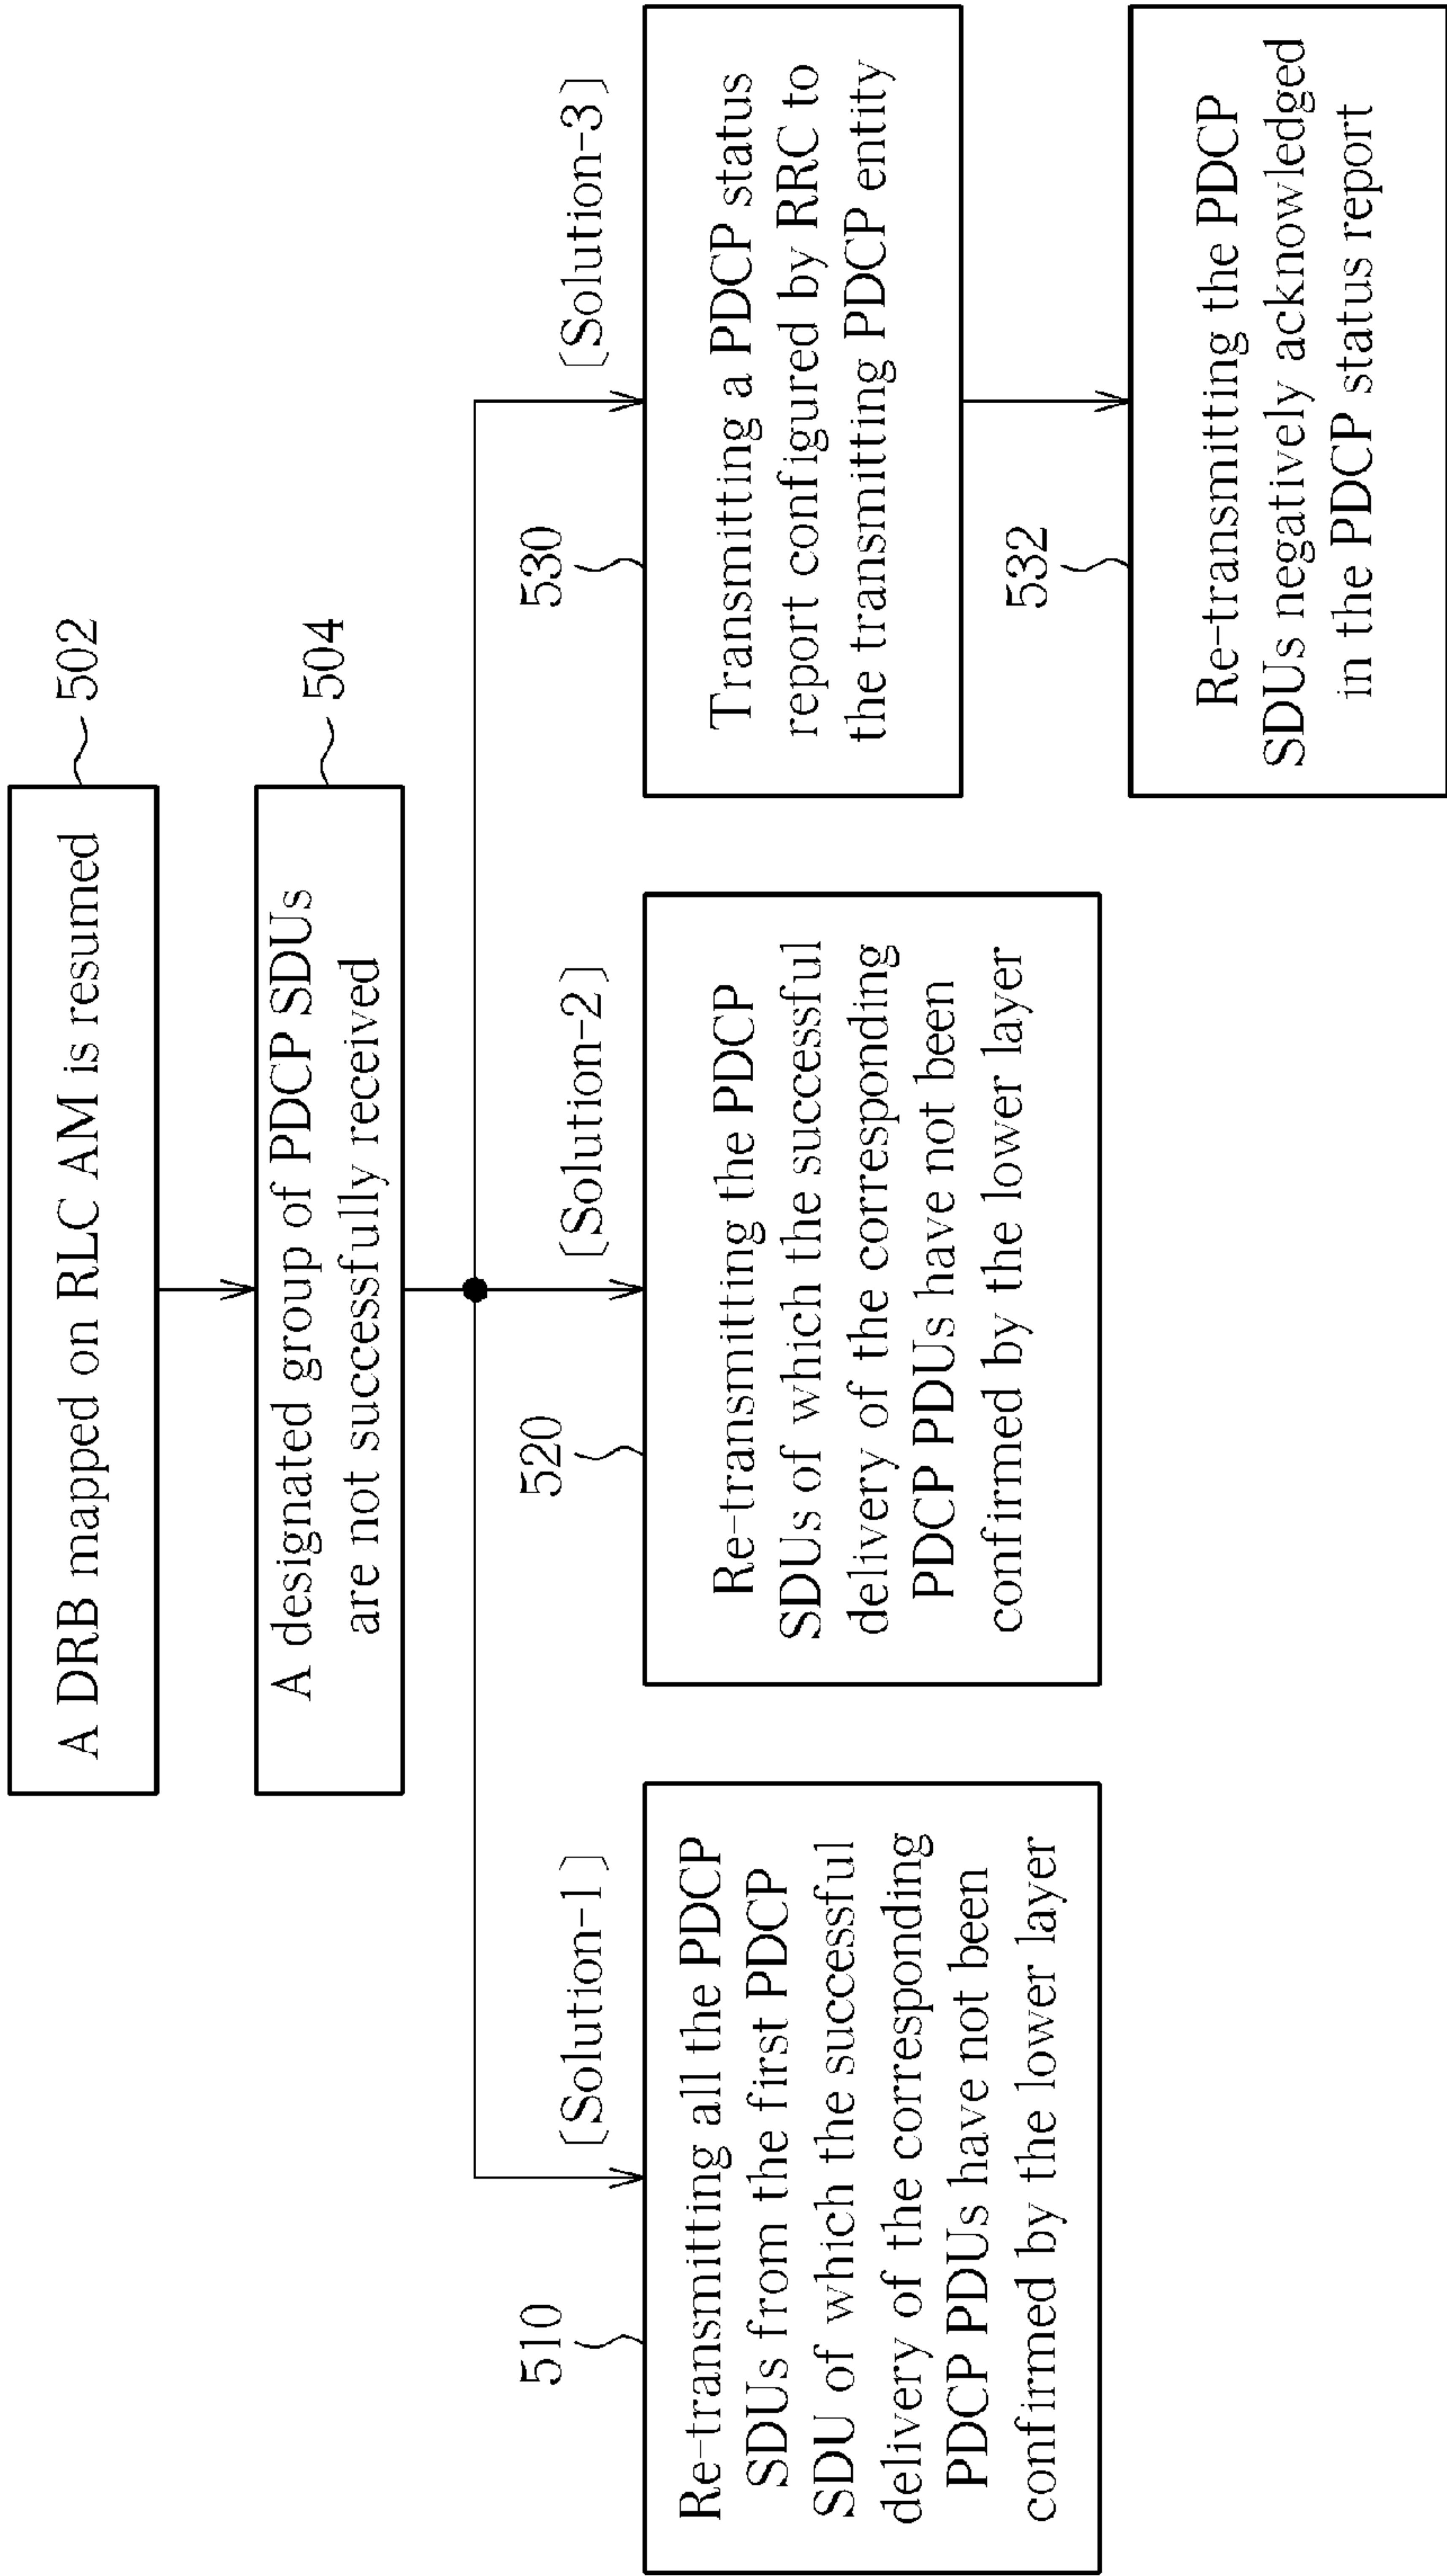 A DRB mapped on RLC AM is resumed
502
A designated group of PDCP SDUs
are not successfully received
504
[Solution-1]
510
Re-transmitting all the PDCP
SDUs from the first PDCP
SDU of which the successful
delivery of the corresponding
PDCP PDUs have not been
confirmed by the lower layer
[Solution-2]
520
Re-transmitting the PDCP
SDUs of which the successful
delivery of the corresponding
PDCP PDUs have not been
confirmed by the lower layer
[Solution-3]
530
Transmitting a PDCP status
report configured by RRC to
the transmitting PDCP entity
532
Re-transmitting the PDCP
SDUs negatively acknowledged
in the PDCP status report